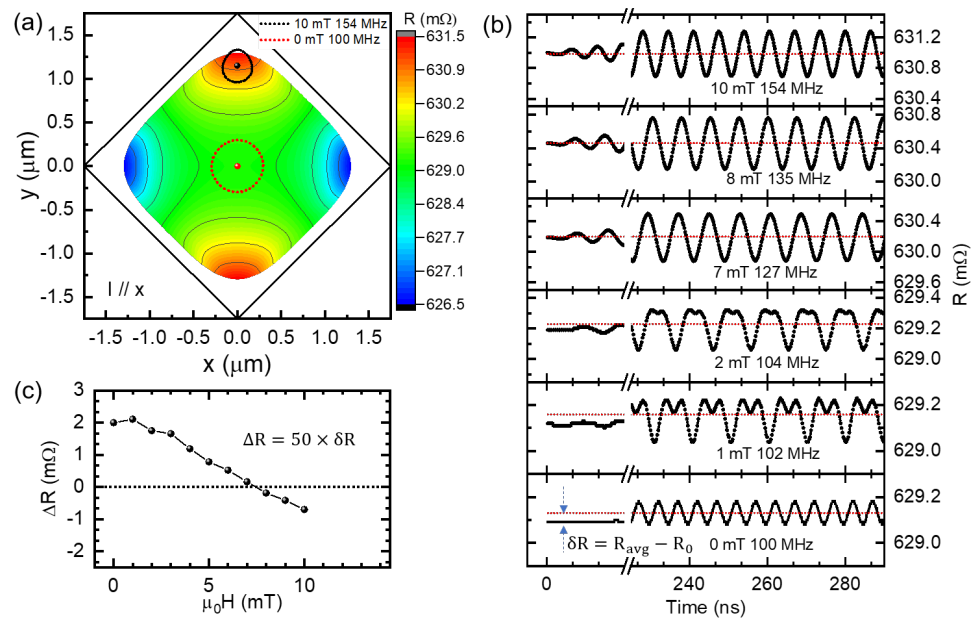 (a)
10 mT 154 MHz
0 mT 100 MHz
R (mΩ)
631.5
630.9
630.2
629.6
629.0
628.4
627.7
627.1
626.5
1.5
1.0
0.5
0.0
-0.5
-1.0
-1.5
y (μm)
I // x
-1.5 -1.0 -0.5 0.0 0.5 1.0 1.5
x (μm)
(b)
631.2
630.8
630.4
10 mT 154 MHz
630.8
630.4
630.0
8 mT 135 MHz
630.4
630.0
629.6
7 mT 127 MHz
629.4
629.2
629.0
2 mT 104 MHz
629.2
629.0
1 mT 102 MHz
629.2
629.0
δR = Ravg − R0
0 mT 100 MHz
R (mΩ)
0 240 260 280
Time (ns)
(c)
3
2
1
0
-1
-2
ΔR (mΩ)
ΔR = 50 × δR
0 5 10
μ0H (mT)